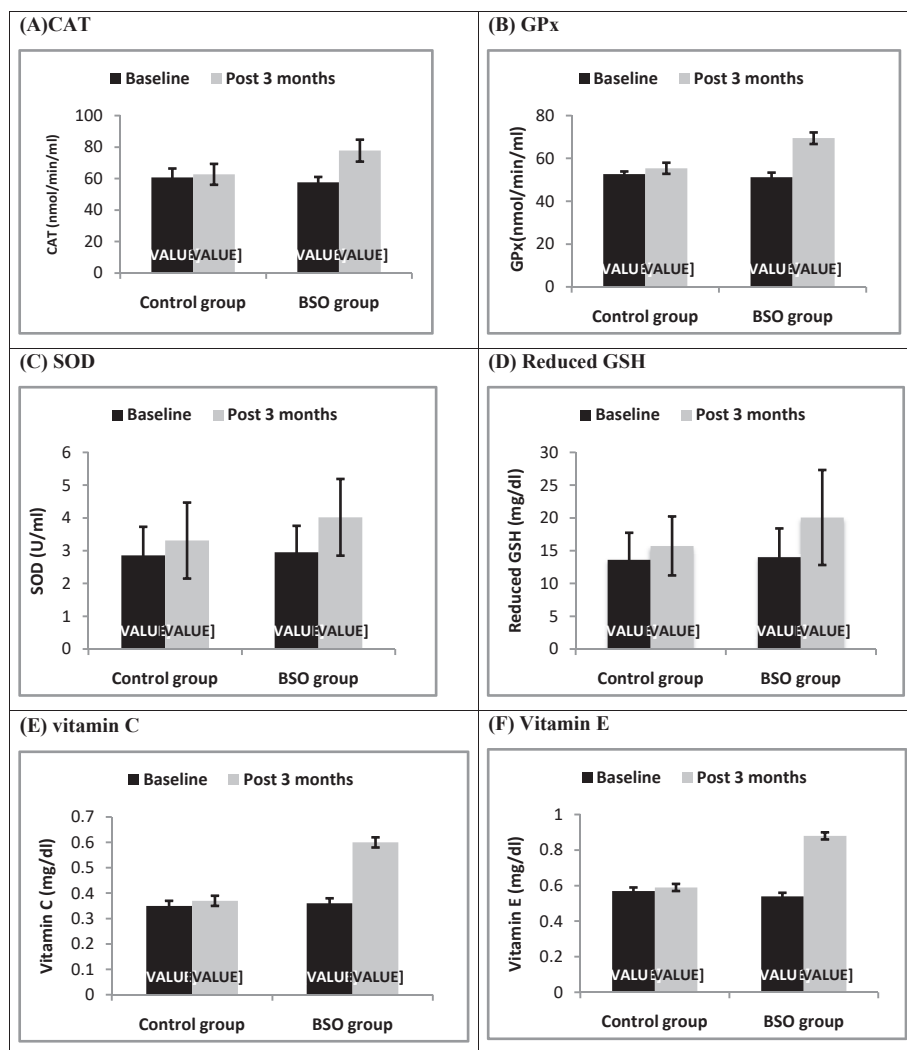 (A)CAT
Baseline Post 3 months
CAT (nmol/min/ml)
100
80
60
40
20
0
VALUE VALUE] VALUE VALUE]
Control group BSO group
(B) GPx
Baseline Post 3 months
GPx(nmol/min/ml)
80
60
40
20
0
VALUE VALUE] VALUE VALUE]
Control group BSO group
(C) SOD
Baseline Post 3 months
SOD (U/ml)
6
5
4
3
2
1
0
VALUE VALUE] VALUE VALUE]
Control group BSO group
(D) Reduced GSH
Baseline Post 3 months
Reduced GSH (mg/dl)
30
25
20
15
10
5
0
VALUE VALUE] VALUE VALUE]
Control group BSO group
(E) vitamin C
Baseline Post 3 months
Vitamin C (mg/dl)
0.7
0.6
0.5
0.4
0.3
0.2
0.1
0
VALUE VALUE] VALUE VALUE]
Control group BSO group
(F) Vitamin E
Baseline Post 3 months
Vitamin E (mg/dl)
1
0.8
0.6
0.4
0.2
0
VALUE VALUE] VALUE VALUE]
Control group BSO group